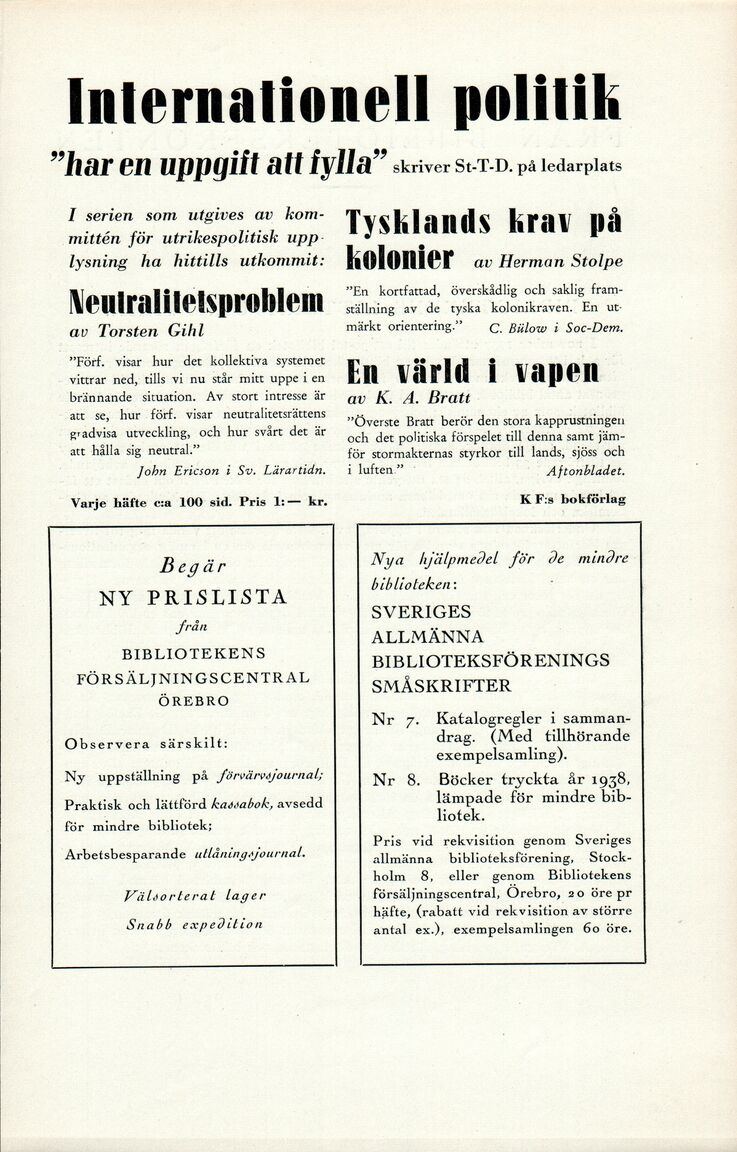 Internationell politik
”har en uppgift att fylla” skriver St-T-D. på ledarplats
I serien som utgives av kom-
mittén för utrikespolitisk upp-
lysning ha hittills utkommit:
Neutralitetsproblem
av Torsten Gihl
”Förf. visar hur det kollektiva systemet
vittrar ned, tills vi nu står mitt uppe i en
brännande situation. Av stort intresse är
att se, hur förf. visar neutralitetsrättens
gradvisa utveckling, och hur svårt det är
att hålla sig neutral.”
John Ericson i Sv. Lärartidn.
Varje häfte c:a 100 sid. Pris 1:— kr.
Tysklands krav på
kolonier av Herman Stolpe
”En kortfattad, överskådlig och saklig fram-
ställning av de tyska kolonikraven. En ut-
märkt orientering.” C. Bülow i Soc-Dem.
En värld i vapen
av K. A. Bratt
”Överste Bratt berör den stora kapprustningen
och det politiska förspelet till denna samt jäm-
för stormakternas styrkor till lands, sjöss och
i luften.” Aftonbladet.
KF:s bokförlag
Begär
NY PRISLISTA
från
BIBLIOTEKENS
FÖRSÄLJNINGSCENTRAL
ÖREBRO
Observera särskilt:
Ny uppställning på förvärvsjournal;
Praktisk och lättförd kassabok, avsedd
för mindre bibliotek;
Arbetsbesparande utlåningsjournal.
Välsorterat lager
Snabb expedition
Nya hjälpmedel för de mindre
biblioteken:
SVERIGES
ALLMÄNNA
BIBLIOTEKSFÖRENINGS
SMÅSKRIFTER
Nr 7. Katalogregler i samman-
drag. (Med tillhörande
exempelsamling).
Nr 8. Böcker tryckta år 1938,
lämpade för mindre bib-
liotek.
Pris vid rekvisition genom Sveriges
allmänna biblioteksförening, Stock-
holm 8, eller genom Bibliotekens
försäljningscentral, Örebro, 20 öre pr
häfte, (rabatt vid rekvisition av större
antal ex.), exempelsamlingen 60 öre.